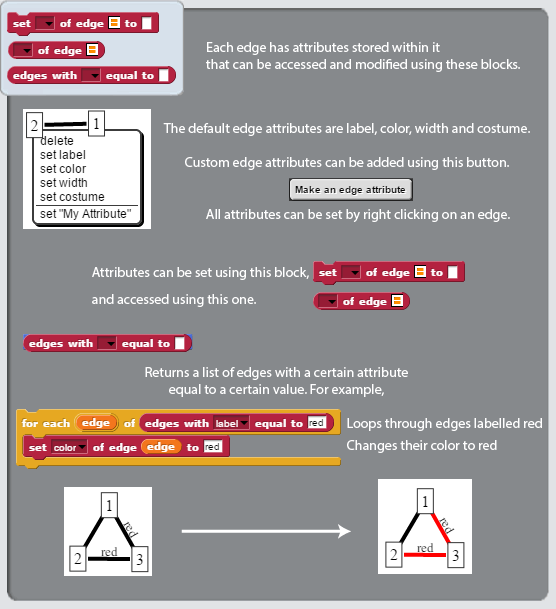 set of edge to
of edge
edges with equal to
Each edge has attributes stored within it
that can be accessed and modified using these blocks.
2 1
delete
set label
set color
set width
set costume
set "My Attribute"
The default edge attributes are label, color, width and costume.
Custom edge attributes can be added using this button.
Make an edge attribute
All attributes can be set by right clicking on an edge.
Attributes can be set using this block,
set of edge to
and accessed using this one.
of edge
edges with equal to
Returns a list of edges with a certain attribute
equal to a certain value. For example,
for each edge of edges with label equal to red
Loops through edges labelled red
set color of edge edge to red
Changes their color to red
1
red
2 red 3
1
red
2 red 3